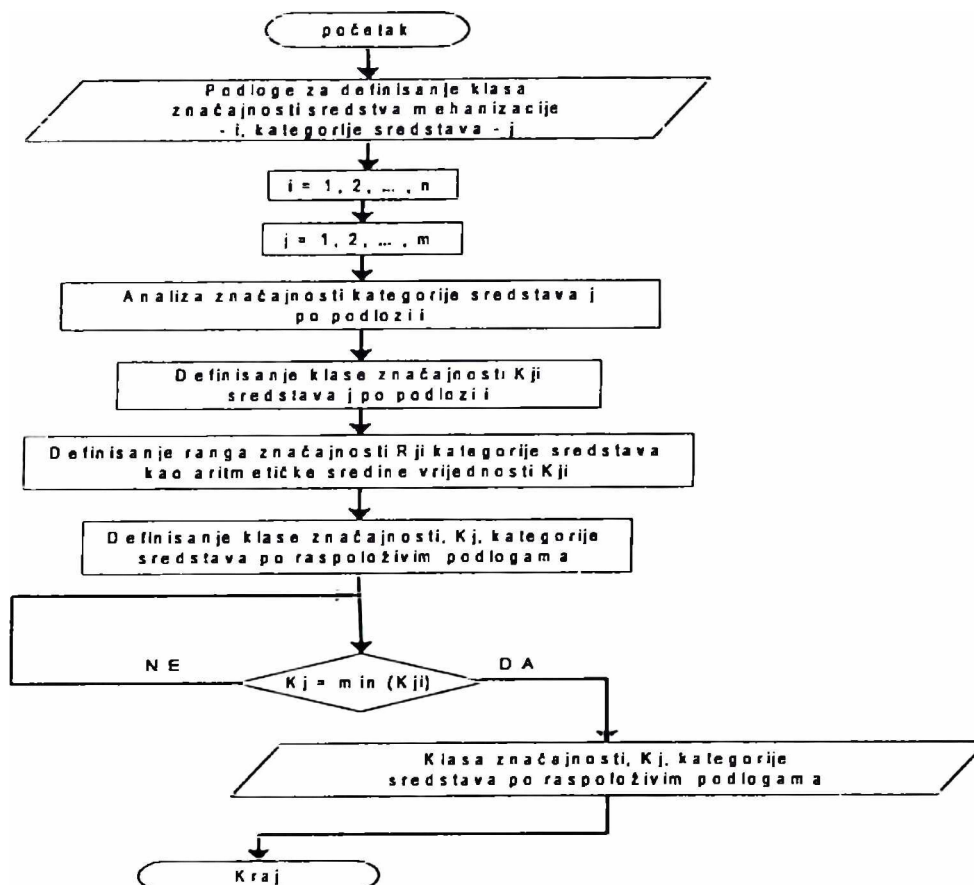 početak
Podloge za definisanje klasa
značajnosti sredstva mehanizacije
- i, kategorije sredstava - j
i = 1, 2, ... , n
j = 1, 2, ... , m
Analiza značajnosti kategorije sredstava j
po podlozi i
Definisanje klase značajnosti Kji
sredstava j po podlozi i
Definisanje ranga značajnosti Rji kategorije sredstava
kao aritmetičke sredine vrijednosti Kji
Definisanje klase značajnosti, Kj, kategorije
sredstava po raspoloživim podlogama
NE
DA
Kj = min (Kji)
Klasa značajnosti, Kj, kategorije
sredstava po raspoloživim podlogama
Kraj